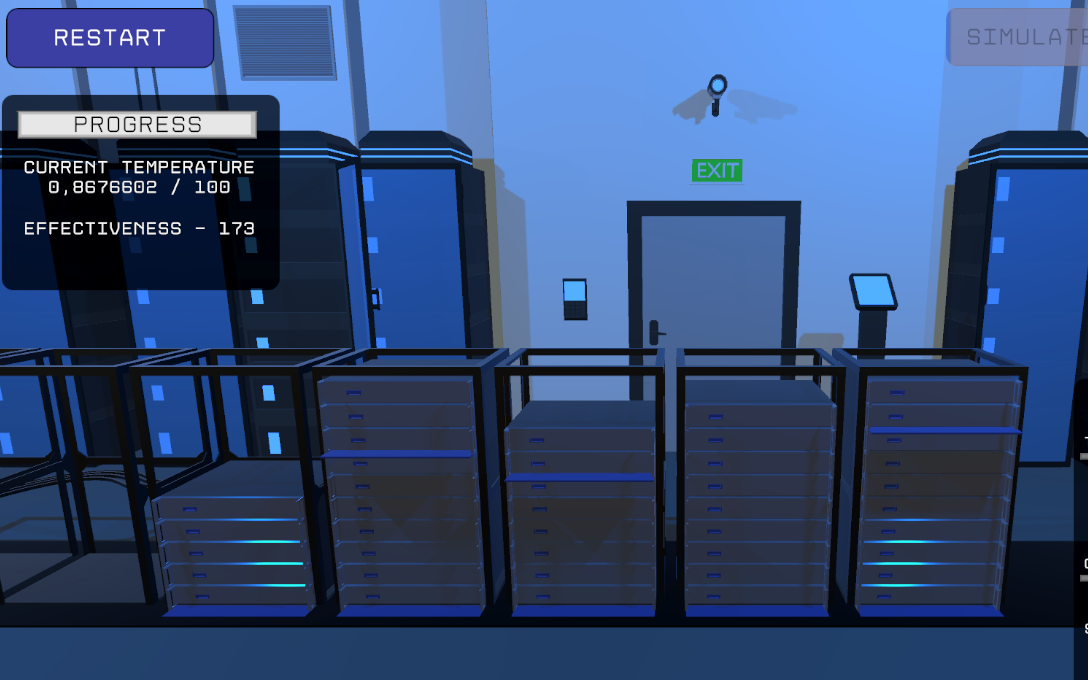 RESTART
SIMULATE
PROGRESS
CURRENT TEMPERATURE
0,8676602 / 100
EFFECTIVENESS - 173
EXIT